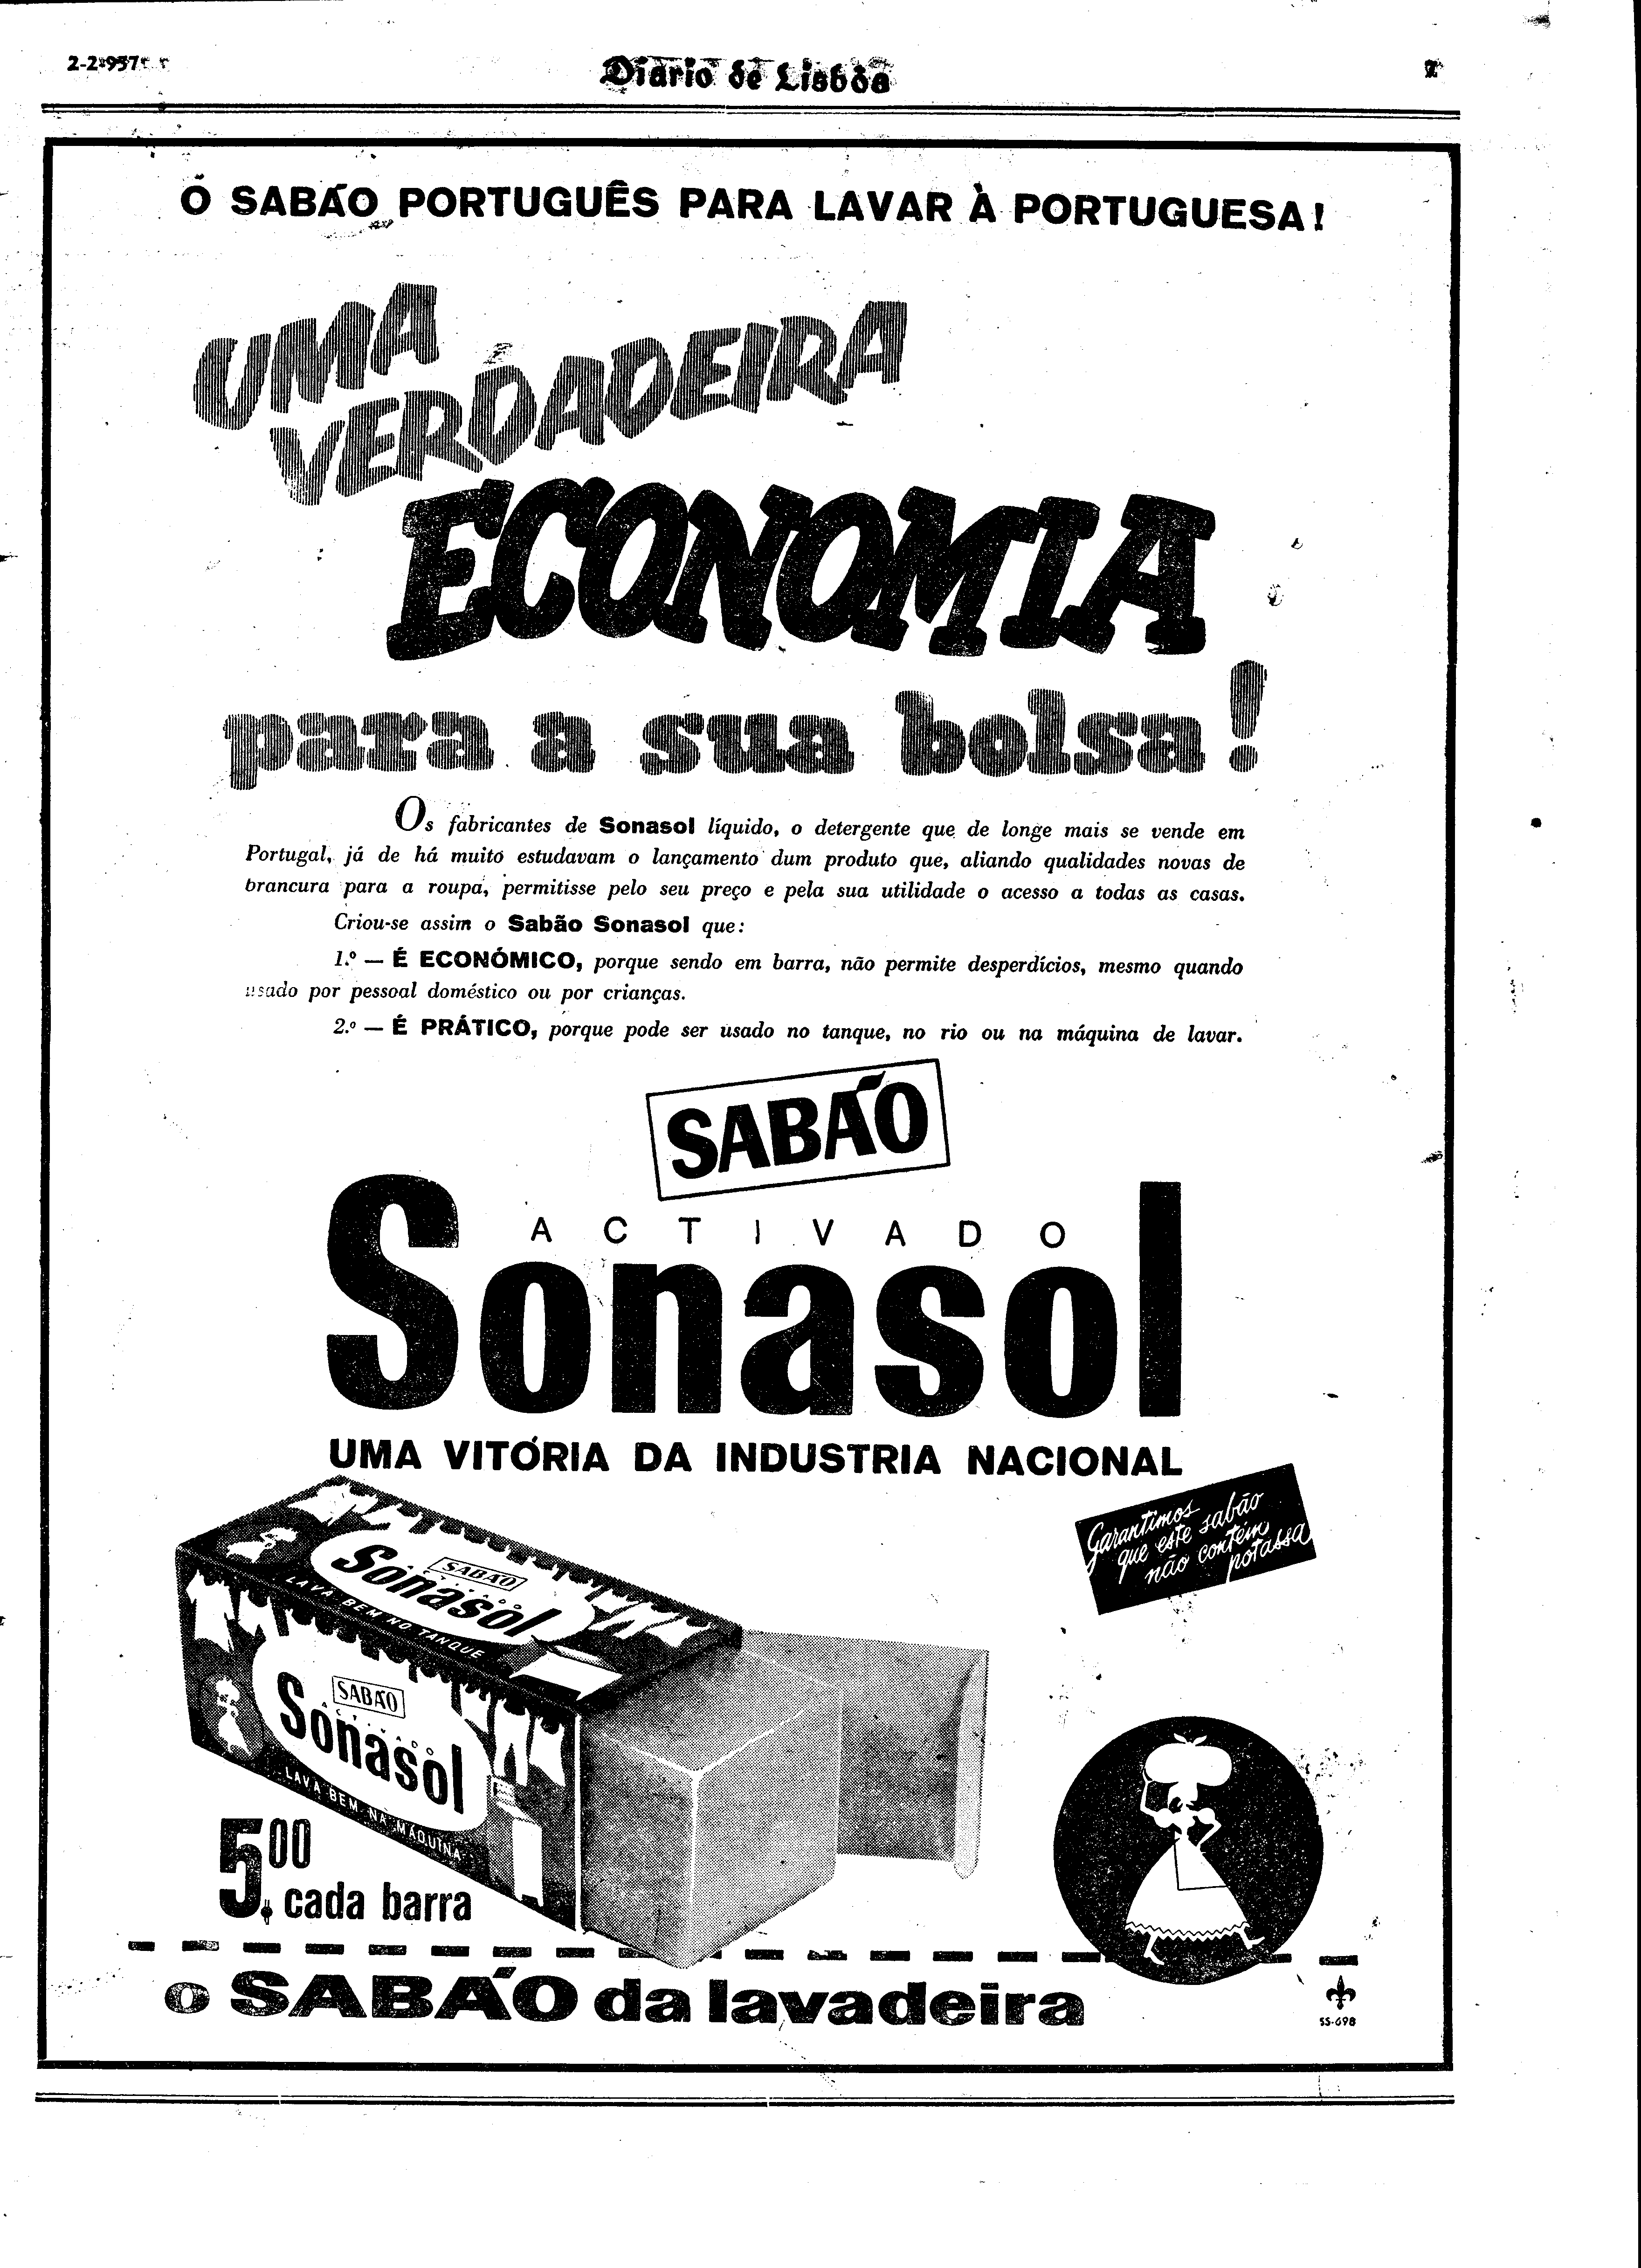 2-2-957
Diário de Lisbôa
O SABÃO PORTUGUÊS PARA LAVAR À PORTUGUESA!
UMA
VERDADEIRA
ECONOMIA
para a sua bolsa!
Os fabricantes de Sonasol líquido, o detergente que de longe mais se vende em
Portugal, já de há muito estudavam o lançamento dum produto que, aliando qualidades novas de
brancura para a roupa, permitisse pelo seu preço e pela sua utilidade o acesso a todas as casas.
Criou-se assim o Sabão Sonasol que:
1.º — É ECONÓMICO, porque sendo em barra, não permite desperdícios, mesmo quando
usado por pessoal doméstico ou por crianças.
2.º — É PRÁTICO, porque pode ser usado no tanque, no rio ou na máquina de lavar.
SABÃO
ACTIVADO
Sonasol
UMA VITÓRIA DA INDUSTRIA NACIONAL
Garantimos
que este sabão
não contém
potassa
SABÃO
Sonasol
LAVA BEM NO TANQUE
SABÃO
Sonasol
LAVA BEM NA MÁQUINA
5,00
cada barra
o SABÃO da lavadeira
SS-698